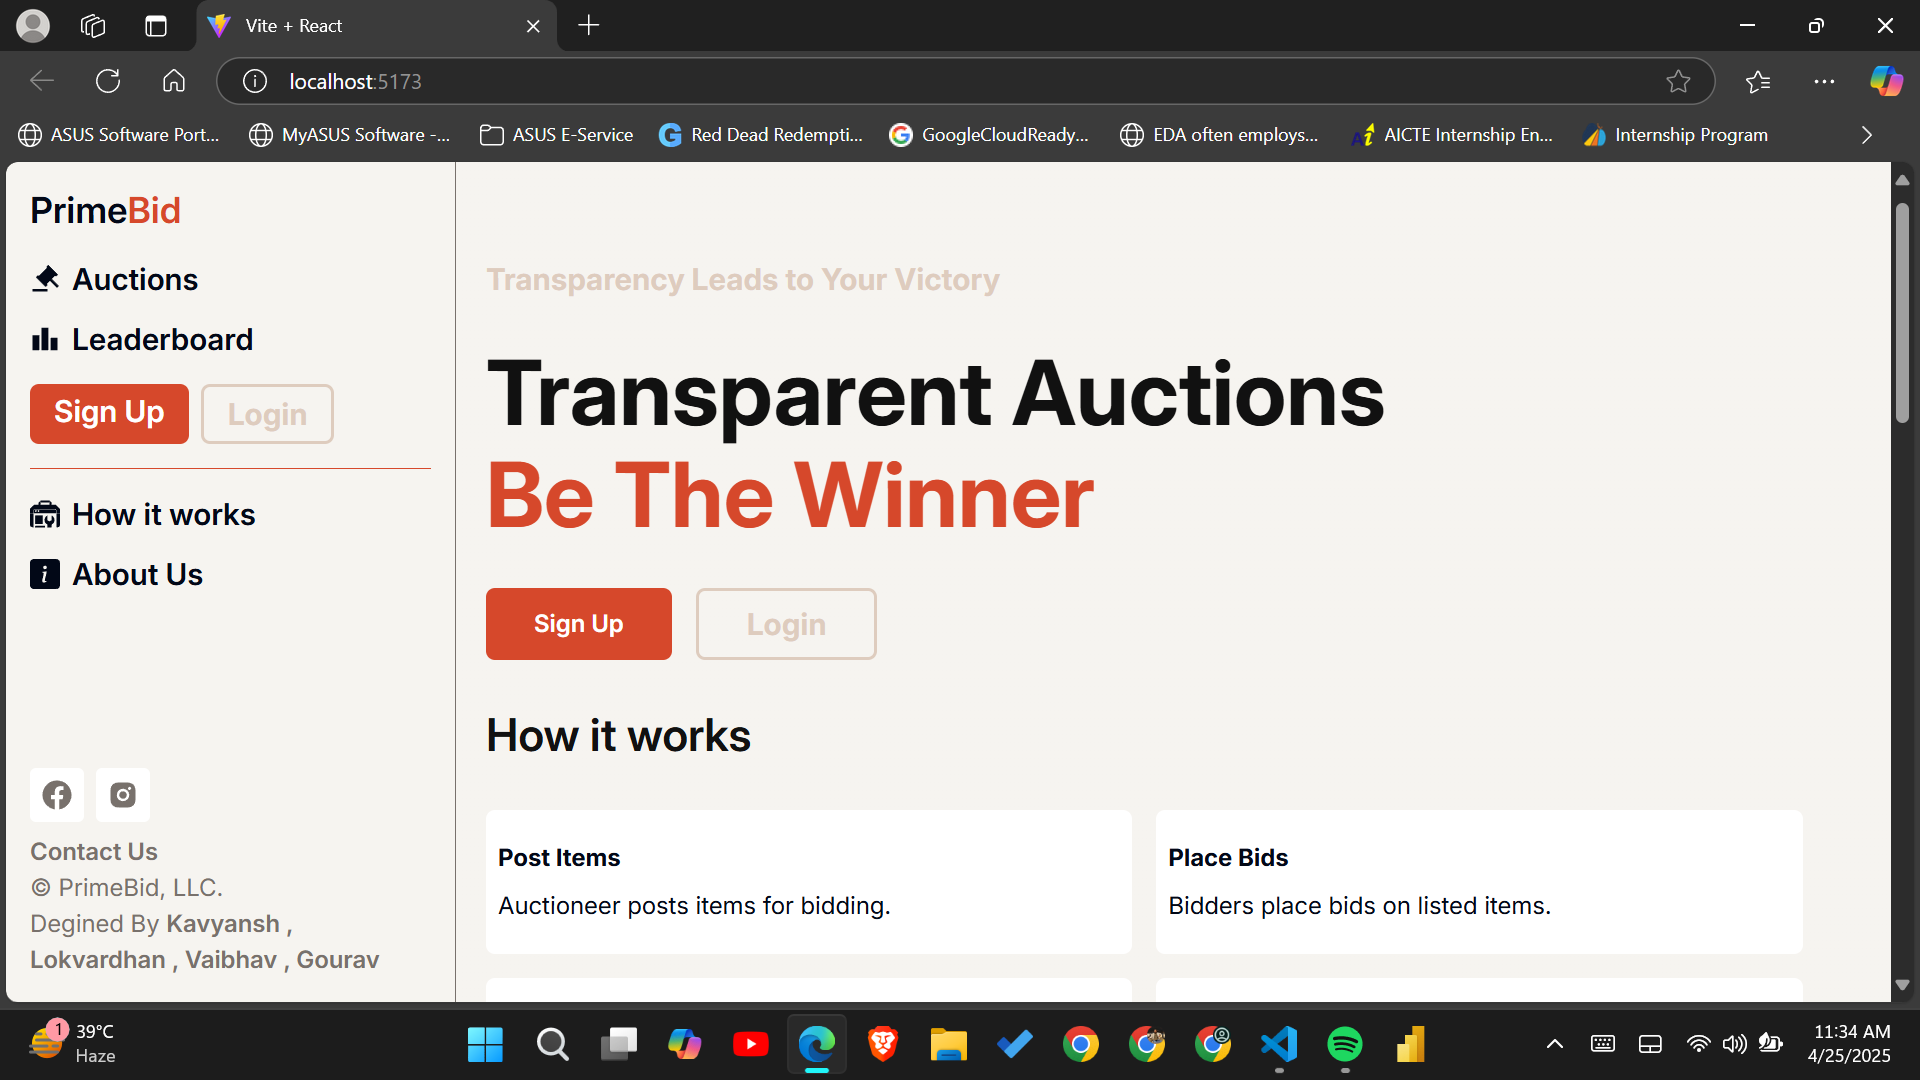 Vite + React
localhost:5173
ASUS Software Port...
MyASUS Software -...
ASUS E-Service
Red Dead Redempti...
GoogleCloudReady...
EDA often employs...
AICTE Internship En...
Internship Program
PrimeBid
Auctions
Leaderboard
Sign Up
Login
How it works
About Us
Contact Us
© PrimeBid, LLC.
Degined By Kavyansh ,
Lokvardhan , Vaibhav , Gourav
Transparency Leads to Your Victory
Transparent Auctions
Be The Winner
Sign Up
Login
How it works
Post Items
Auctioneer posts items for bidding.
Place Bids
Bidders place bids on listed items.
1
39°C
Haze
11:34 AM
4/25/2025